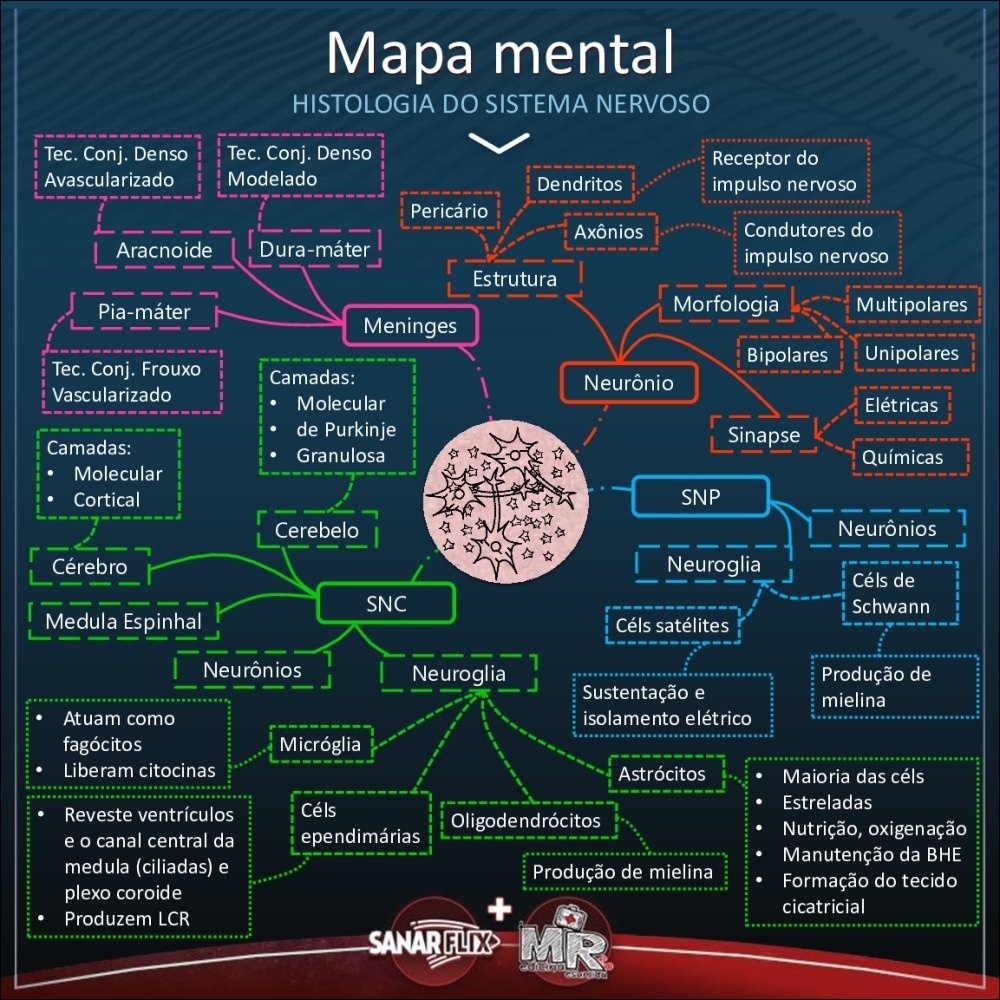 Mapa mental
HISTOLOGIA DO SISTEMA NERVOSO
Tec. Conj. Denso
Avascularizado
Tec. Conj. Denso
Modelado
Aracnoide
Dura-máter
Pia-máter
Meninges
Tec. Conj. Frouxo
Vascularizado
Receptor do
impulso nervoso
Dendritos
Pericário
Axônios
Condutores do
impulso nervoso
Estrutura
Morfologia
Multipolares
Bipolares
Unipolares
Neurônio
Elétricas
Sinapse
Químicas
Camadas:
• Molecular
• de Purkinje
• Granulosa
Camadas:
• Molecular
• Cortical
Cerebelo
Cérebro
SNC
Medula Espinhal
Neurônios
Neuroglia
SNP
Neurônios
Neuroglia
Céls de
Schwann
Céls satélites
Produção de
mielina
Sustentação e
isolamento elétrico
• Atuam como
fagócitos
• Liberam citocinas
Micróglia
Astrócitos
• Maioria das céls
• Estreladas
• Nutrição, oxigenação
• Manutenção da BHE
• Formação do tecido
cicatricial
• Reveste ventrículos
e o canal central da
medula (ciliadas) e
plexo coroide
• Produzem LCR
Céls
ependimárias
Oligodendrócitos
Produção de mielina
SANARFLIX
+
MR